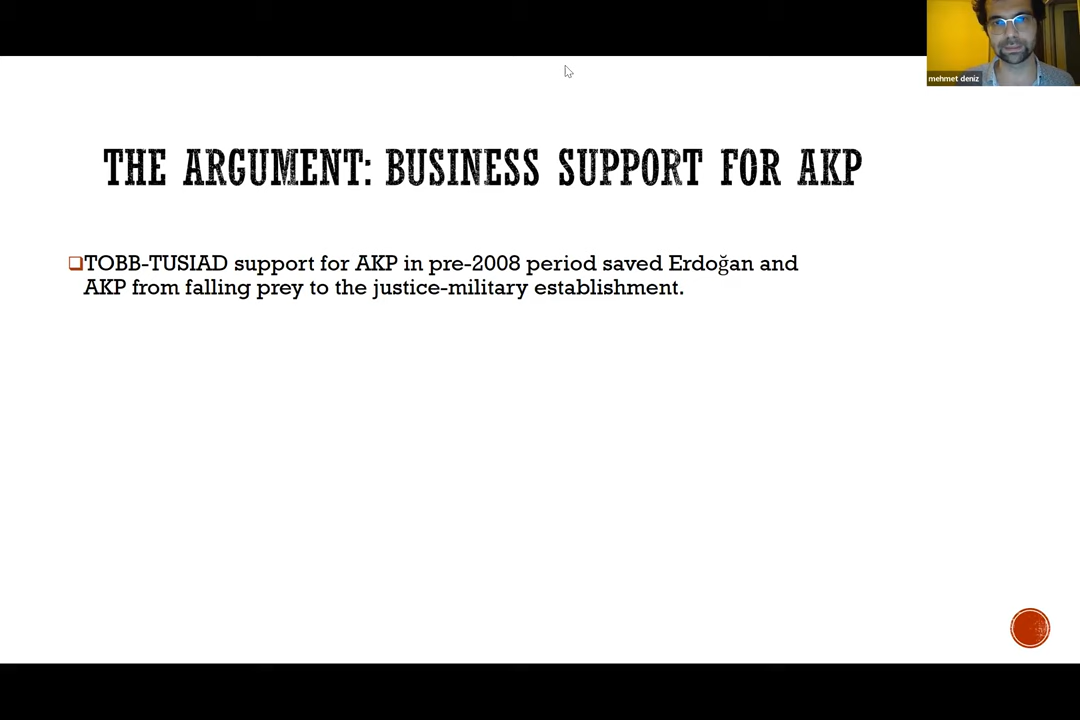 mehmet deniz
THE ARGUMENT: BUSINESS SUPPORT FOR AKP
TOBB-TUSIAD support for AKP in pre-2008 period saved Erdoğan and
AKP from falling prey to the justice-military establishment.